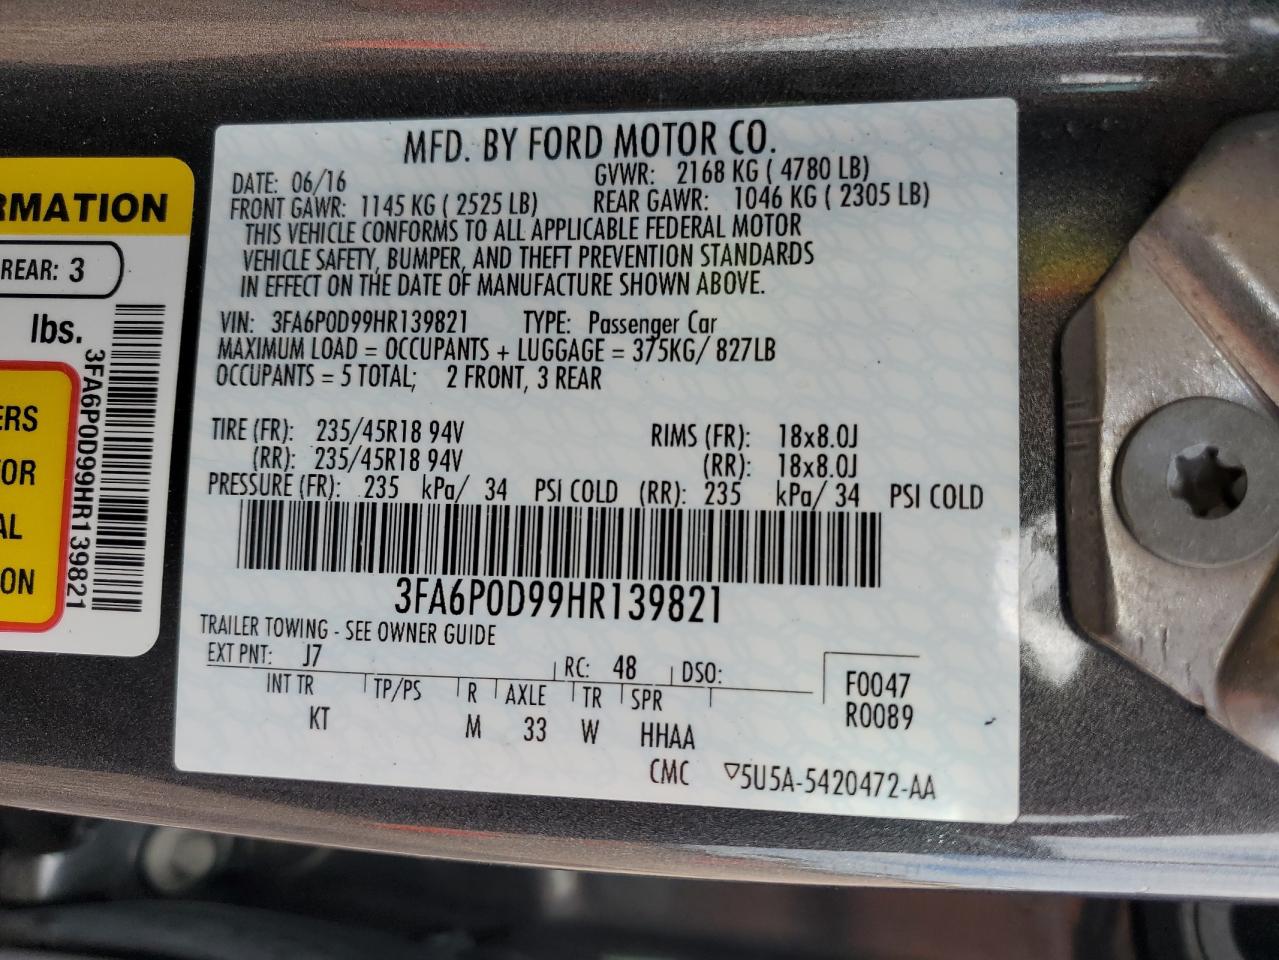 MFD. BY FORD MOTOR CO.
DATE: 06/16 GVWR: 2168 KG ( 4780 LB)
FRONT GAWR: 1145 KG ( 2525 LB) REAR GAWR: 1046 KG ( 2305 LB)
THIS VEHICLE CONFORMS TO ALL APPLICABLE FEDERAL MOTOR
VEHICLE SAFETY, BUMPER, AND THEFT PREVENTION STANDARDS
IN EFFECT ON THE DATE OF MANUFACTURE SHOWN ABOVE.
VIN: 3FA6P0D99HR139821 TYPE: Passenger Car
MAXIMUM LOAD = OCCUPANTS + LUGGAGE = 375KG/ 827LB
OCCUPANTS = 5 TOTAL; 2 FRONT, 3 REAR
TIRE (FR): 235/45R18 94V RIMS (FR): 18x8.0J
(RR): 235/45R18 94V (RR): 18x8.0J
PRESSURE (FR): 235 kPa/ 34 PSI COLD (RR): 235 kPa/ 34 PSI COLD
3FA6P0D99HR139821
TRAILER TOWING - SEE OWNER GUIDE
EXT PNT: J7 RC: 48 DSO:
INT TR TP/PS R AXLE TR SPR
KT M 33 W HHAA
F0047
R0089
CMC ▽5U5A-5420472-AA
RMATION
REAR: 3
lbs.
3FA6P0D99HR139821
ERS
OR
AL
ON